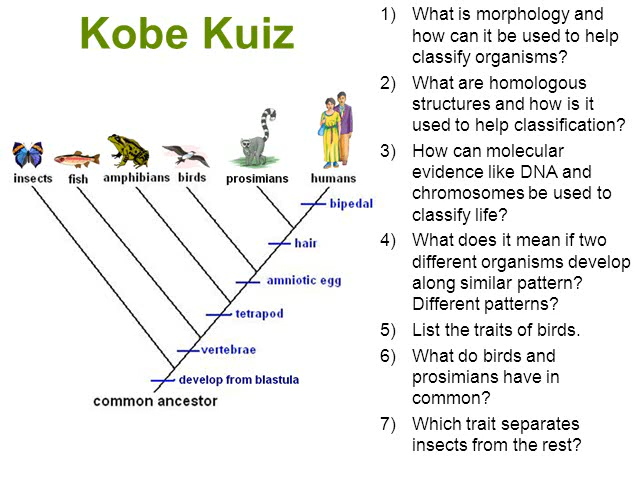 Kobe Kuiz
insects fish amphibians birds prosimians humans
bipedal
hair
amniotic egg
tetrapod
vertebrae
develop from blastula
common ancestor
1) What is morphology and
how can it be used to help
classify organisms?
2) What are homologous
structures and how is it
used to help classification?
3) How can molecular
evidence like DNA and
chromosomes be used to
classify life?
4) What does it mean if two
different organisms develop
along similar pattern?
Different patterns?
5) List the traits of birds.
6) What do birds and
prosimians have in
common?
7) Which trait separates
insects from the rest?